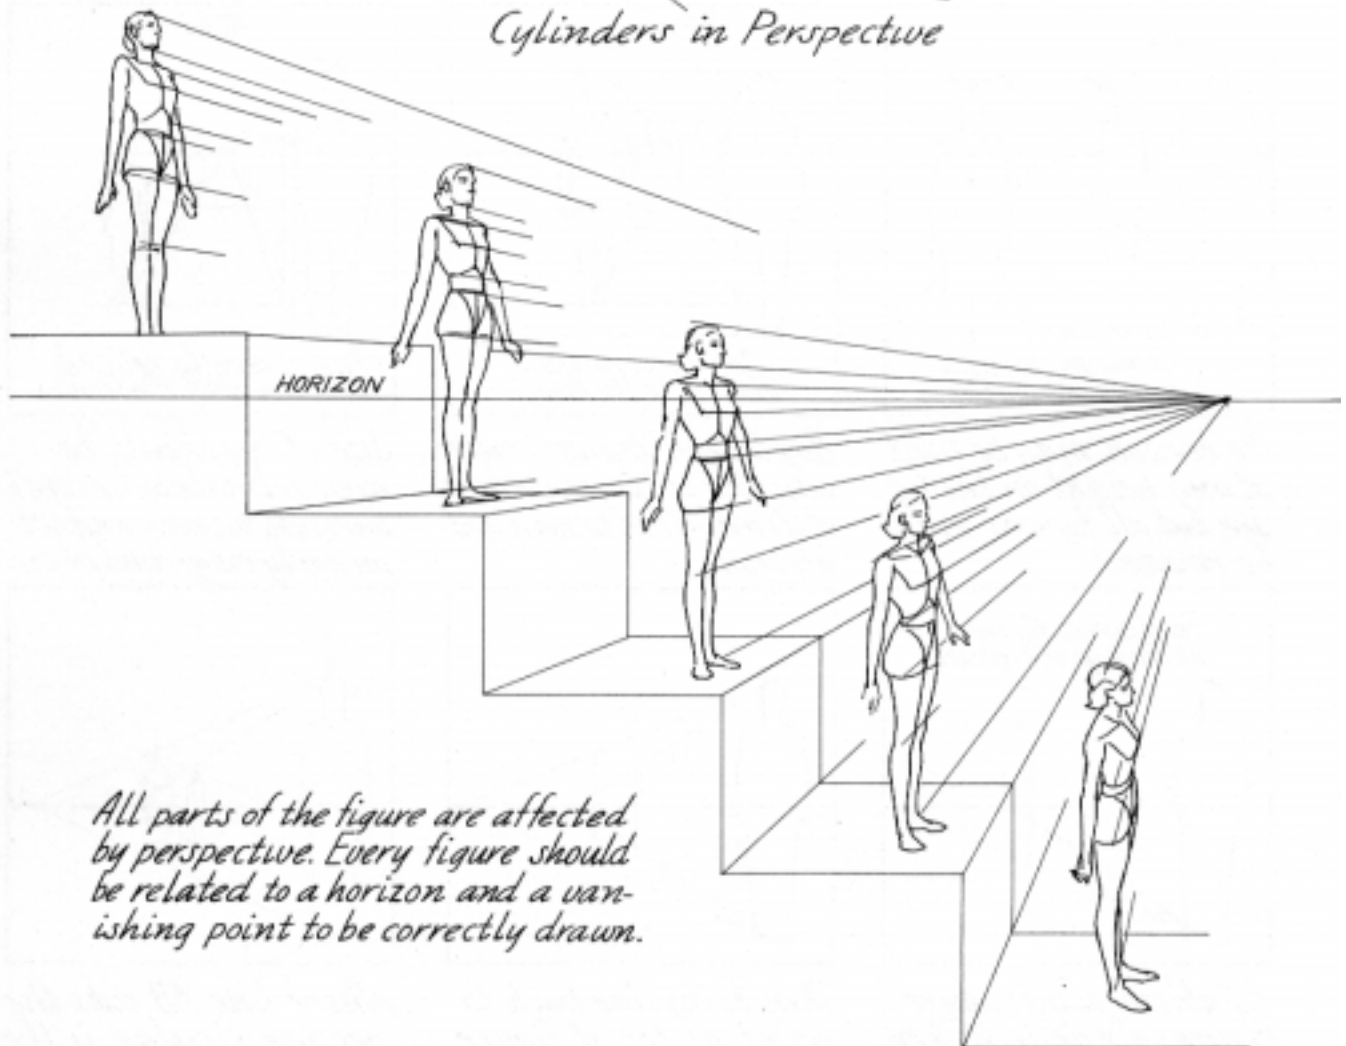 Cylinders in Perspective
HORIZON
All parts of the figure are affected
by perspective. Every figure should
be related to a horizon and a van-
ishing point to be correctly drawn.